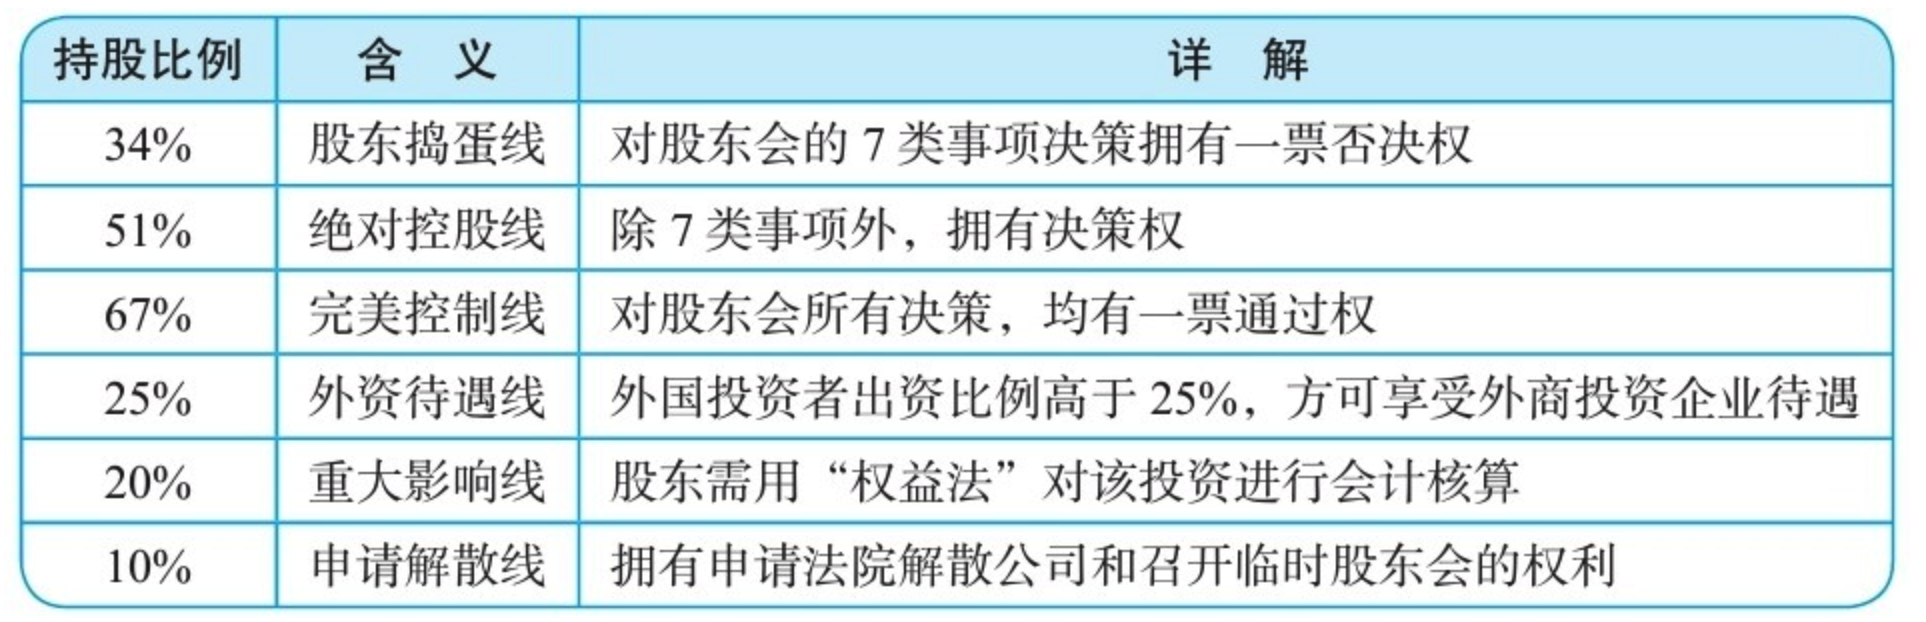 持股比例 含 义 详 解
34% 股东捣蛋线 对股东会的 7 类事项决策拥有一票否决权
51% 绝对控股线 除 7 类事项外，拥有决策权
67% 完美控制线 对股东会所有决策，均有一票通过权
25% 外资待遇线 外国投资者出资比例高于 25%，方可享受外商投资企业待遇
20% 重大影响线 股东需用“权益法”对该投资进行会计核算
10% 申请解散线 拥有申请法院解散公司和召开临时股东会的权利